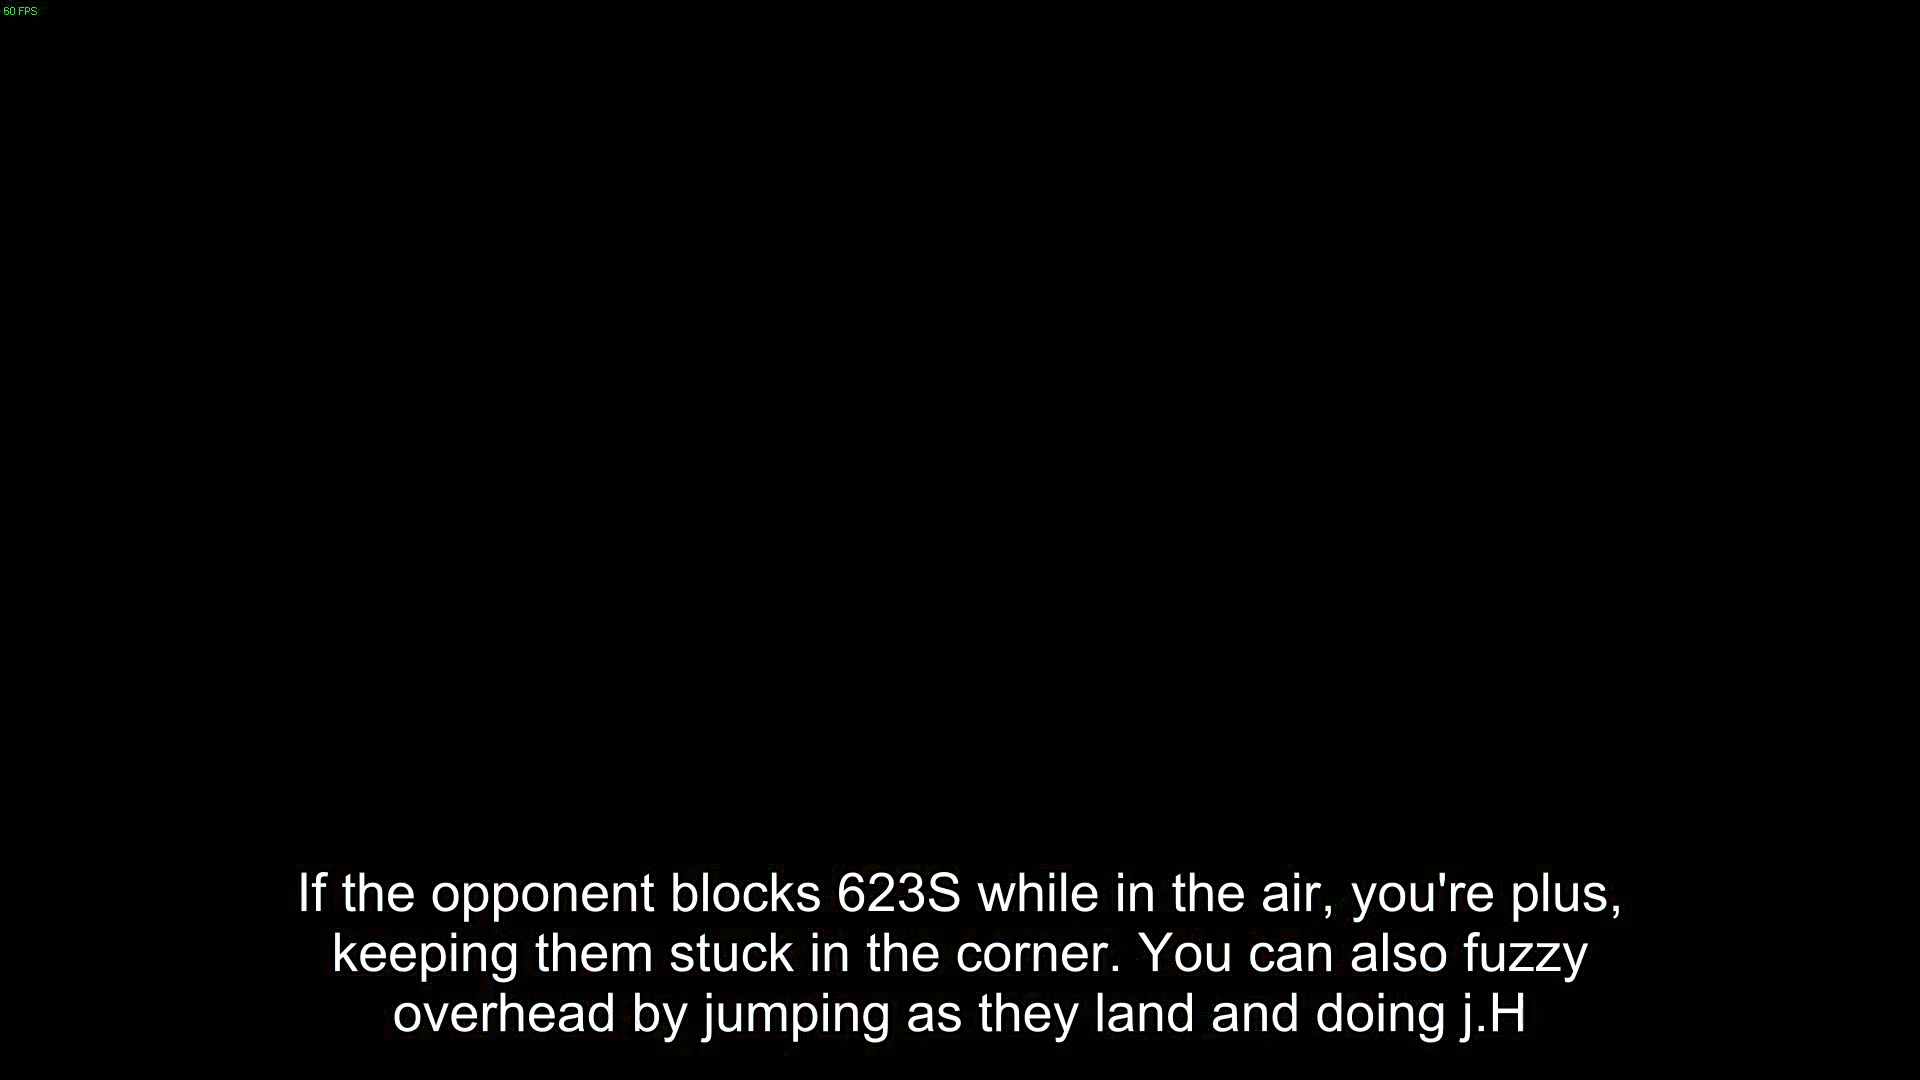 60 FPS
If the opponent blocks 623S while in the air, you're plus,
keeping them stuck in the corner. You can also fuzzy
overhead by jumping as they land and doing j.H